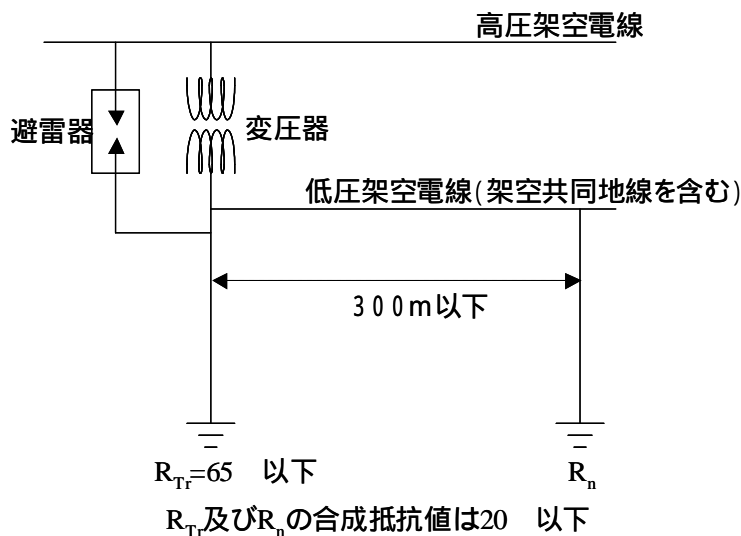 高圧架空電線
避雷器
変圧器
低圧架空電線(架空共同地線を含む)
300m以下
R_Tr=65 以下
R_n
R_Tr及びR_nの合成抵抗値は20 以下